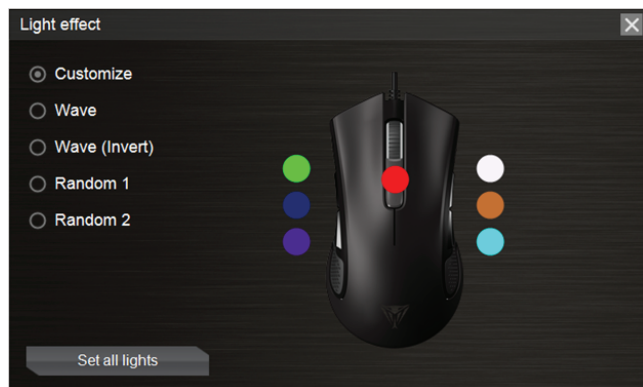 Light effect
Customize
Wave
Wave (Invert)
Random 1
Random 2
Set all lights